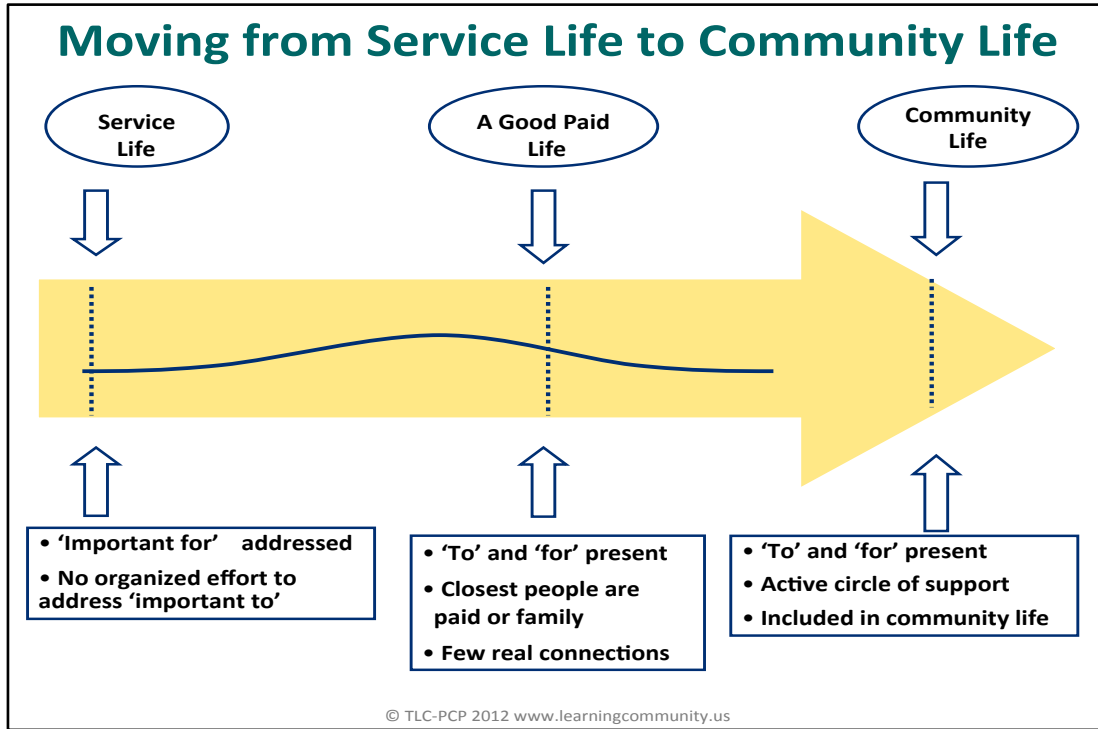 Moving from Service Life to Community Life
Service
Life
A Good Paid
Life
Community
Life
• ‘Important for’ addressed
• No organized effort to
address ‘important to’
• ‘To’ and ‘for’ present
• Closest people are
paid or family
• Few real connections
• ‘To’ and ‘for’ present
• Active circle of support
• Included in community life
© TLC-PCP 2012 www.learningcommunity.us